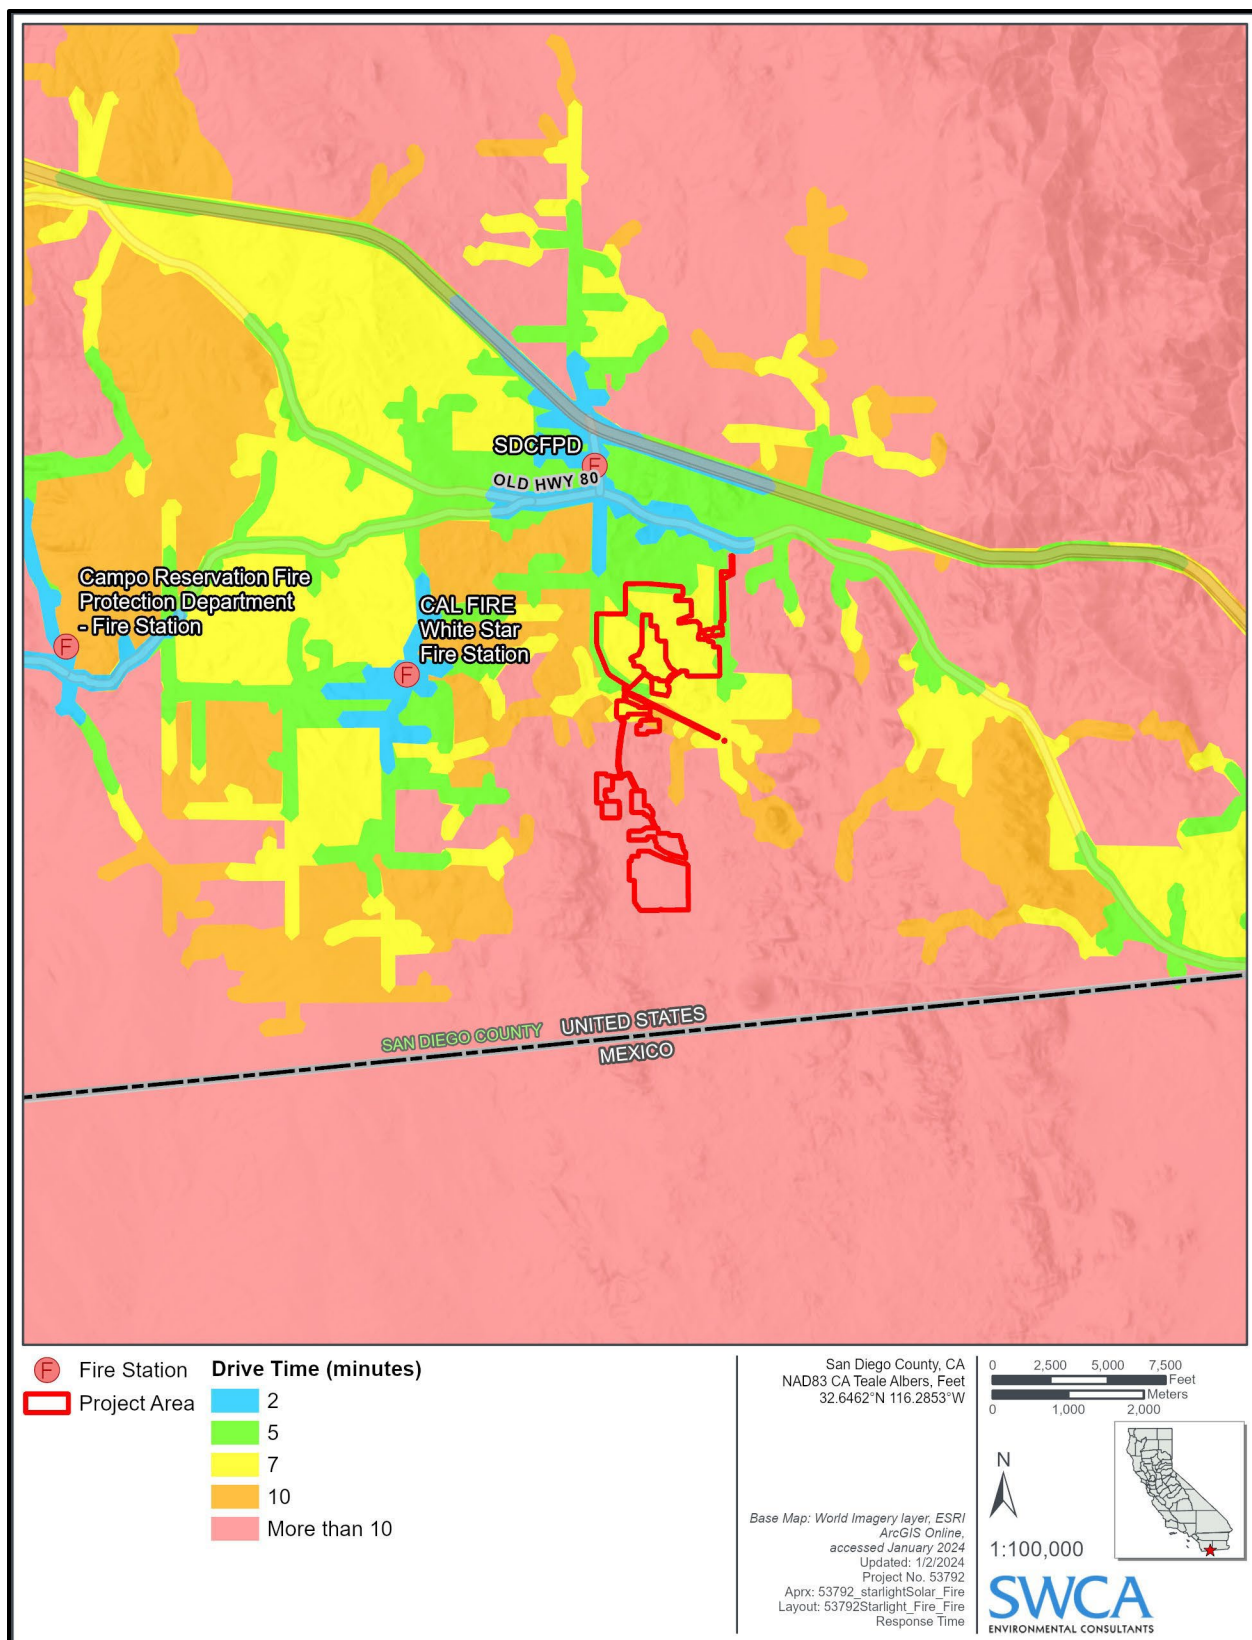 SDCFPD
F
OLD HWY 80
Campo Reservation Fire
Protection Department
- Fire Station
F
CAL FIRE
White Star
Fire Station
F
SAN DIEGO COUNTY
UNITED STATES
MEXICO
F Fire Station
Project Area
Drive Time (minutes)
2
5
7
10
More than 10
San Diego County, CA
NAD83 CA Teale Albers, Feet
32.6462°N 116.2853°W
Base Map: World Imagery layer, ESRI
ArcGIS Online,
accessed January 2024
Updated: 1/2/2024
Project No. 53792
Aprx: 53792_starlightSolar_Fire
Layout: 53792Starlight_Fire_Fire
Response Time
0 2,500 5,000 7,500
Feet
Meters
0 1,000 2,000
N
1:100,000
SWCA
ENVIRONMENTAL CONSULTANTS